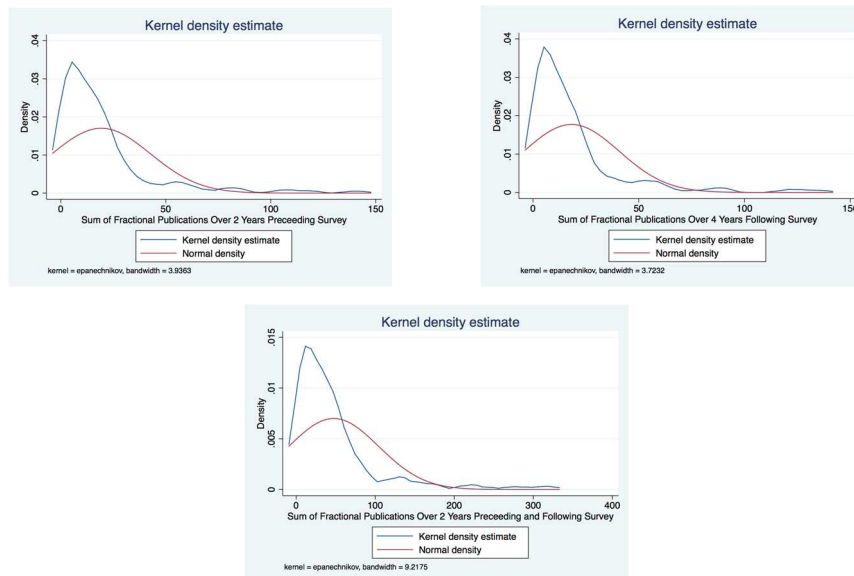 Kernel density estimate
.04
.03
.02
.01
0
Density
0 50 100 150
Sum of Fractional Publications Over 2 Years Preceeding Survey
Kernel density estimate
Normal density
kernel = epanechnikov, bandwidth = 3.9363
Kernel density estimate
.04
.03
.02
.01
0
Density
0 50 100 150
Sum of Fractional Publications Over 4 Years Following Survey
Kernel density estimate
Normal density
kernel = epanechnikov, bandwidth = 3.7232
Kernel density estimate
.015
.01
.005
0
Density
0 100 200 300 400
Sum of Fractional Publications Over 2 Years Preceeding and Following Survey
Kernel density estimate
Normal density
kernel = epanechnikov, bandwidth = 9.2175